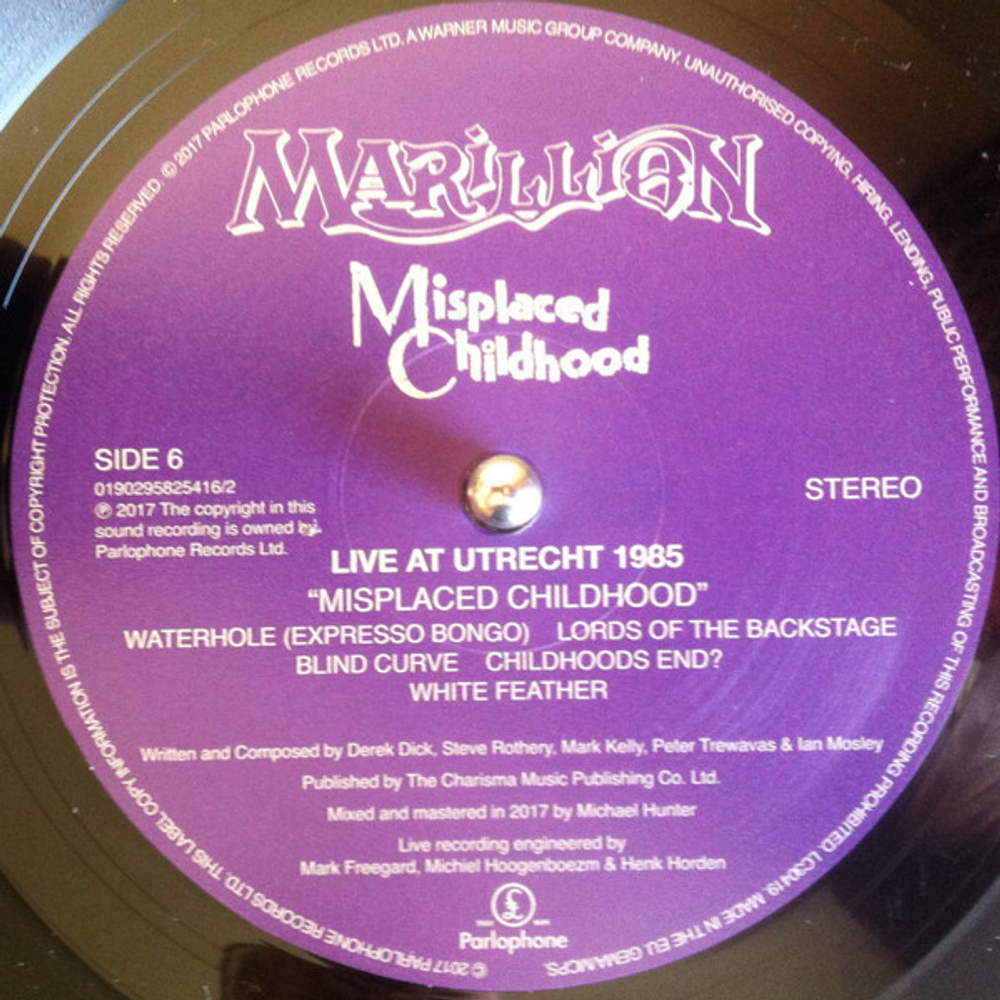 MARILLION
Misplaced
Childhood
SIDE 6
0190295825416/2
℗ 2017 The copyright in this
sound recording is owned by
Parlophone Records Ltd.
STEREO
LIVE AT UTRECHT 1985
“MISPLACED CHILDHOOD”
WATERHOLE (EXPRESSO BONGO) LORDS OF THE BACKSTAGE
BLIND CURVE CHILDHOODS END?
WHITE FEATHER
Written and Composed by Derek Dick, Steve Rothery, Mark Kelly, Peter Trewavas & Ian Mosley
Published by The Charisma Music Publishing Co. Ltd.
Mixed and mastered in 2017 by Michael Hunter
Live recording engineered by
Mark Freegard, Michiel Hoogenboezm & Henk Horden
£
Parlophone
© 2017 PARLOPHONE RECORDS LTD. THIS LABEL COPY INFORMATION IS THE SUBJECT OF COPYRIGHT PROTECTION. ALL RIGHTS RESERVED. © 2017 PARLOPHONE RECORDS LTD. A WARNER MUSIC GROUP COMPANY. UNAUTHORISED COPYING, HIRING, LENDING, PUBLIC PERFORMANCE AND BROADCASTING OF THIS RECORDING PROHIBITED. LC30419. MADE IN THE EU. GEMA/MCPS.